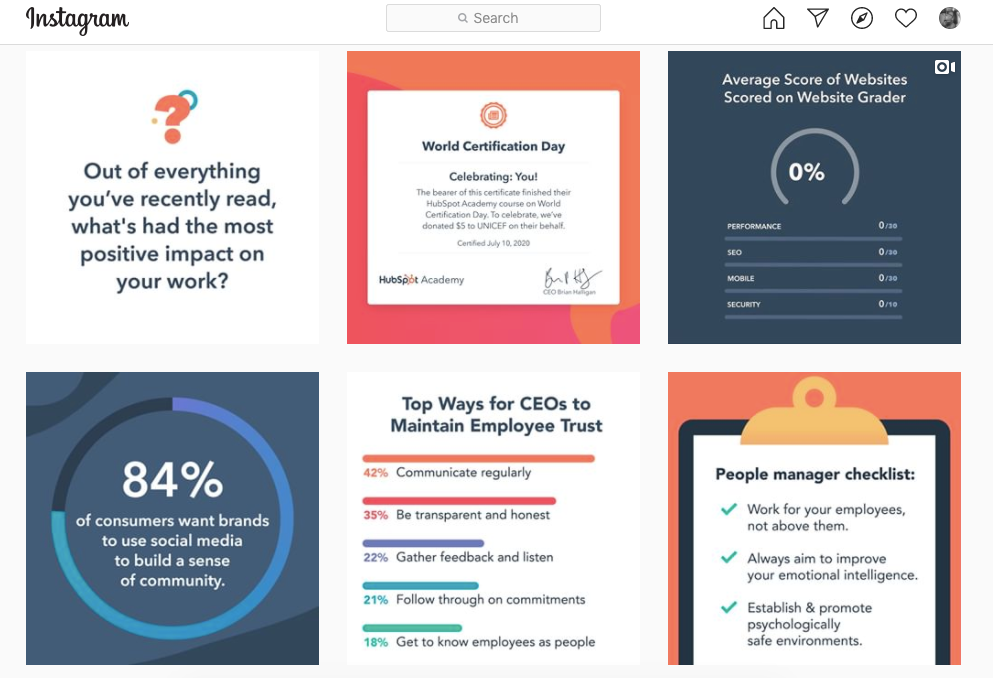 Instagram
Search
?
Out of everything
you've recently read,
what's had the most
positive impact on
your work?
World Certification Day
Celebrating: You!
The bearer of this certificate finished their
HubSpot Academy course on World
Certification Day. To celebrate, we've
donated $5 to UNICEF on their behalf.
Certified July 10, 2020
HubSpot Academy
CEO Brian Halligan
Average Score of Websites
Scored on Website Grader
0%
PERFORMANCE 0/30
SEO 0/30
MOBILE 0/30
SECURITY 0/10
84%
of consumers want brands
to use social media
to build a sense
of community.
Top Ways for CEOs to
Maintain Employee Trust
42% Communicate regularly
35% Be transparent and honest
22% Gather feedback and listen
21% Follow through on commitments
18% Get to know employees as people
People manager checklist:
Work for your employees,
not above them.
Always aim to improve
your emotional intelligence.
Establish & promote
psychologically
safe environments.